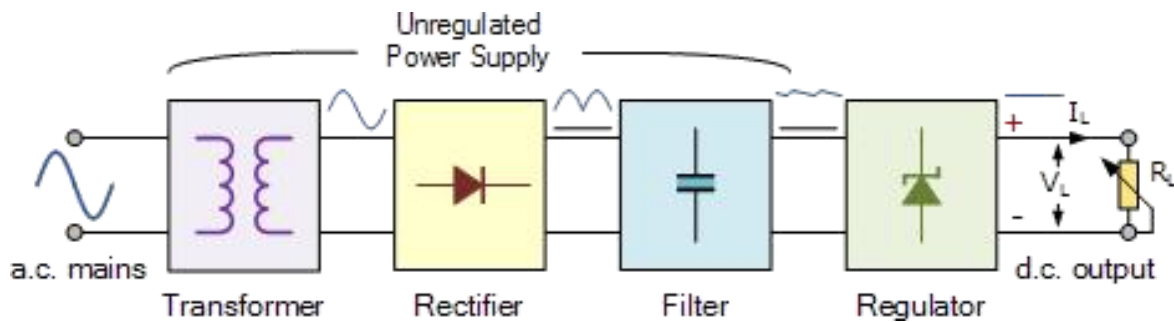 Unregulated
Power Supply
+
I_L
V_L
R_L
-
a.c. mains
d.c. output
Transformer
Rectifier
Filter
Regulator